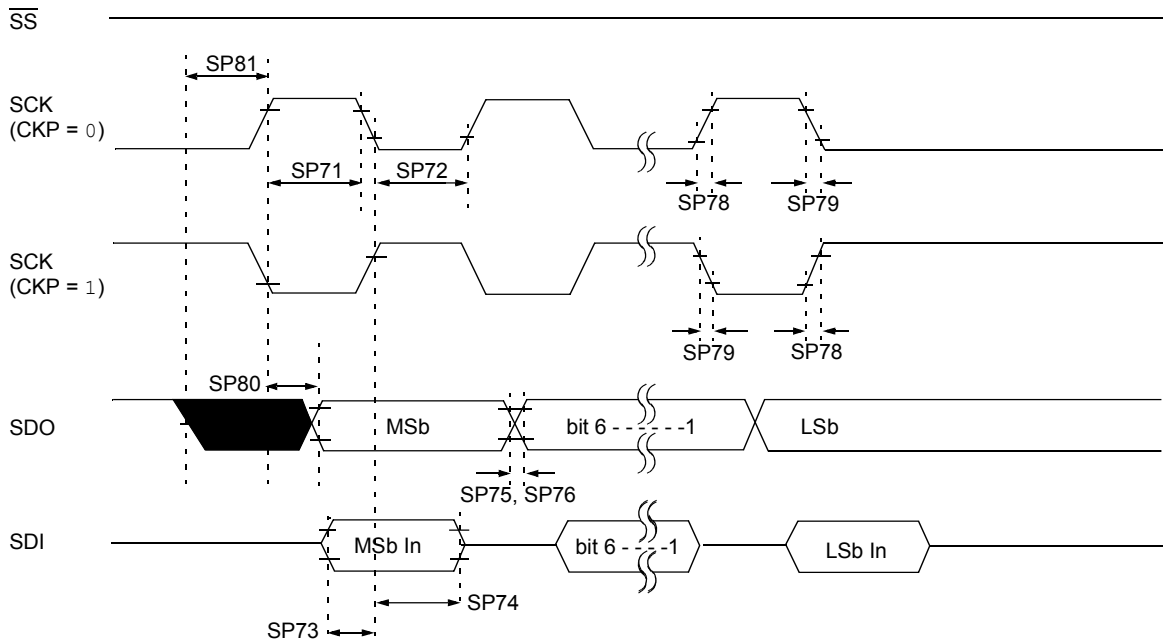 SS
SP81
SCK
(CKP = 0)
SP71
SP72
SP78
SP79
SCK
(CKP = 1)
SP79
SP78
SP80
SDO
MSb
bit 6 - - - - - - -1
LSb
SP75, SP76
SDI
MSb In
bit 6 - - - - -1
LSb In
SP74
SP73